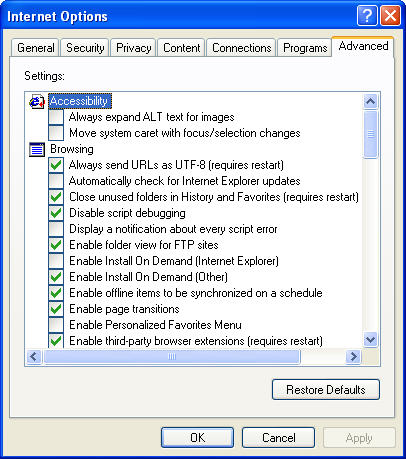 Internet Options
General Security Privacy Content Connections Programs Advanced
Settings:
Accessibility
Always expand ALT text for images
Move system caret with focus/selection changes
Browsing
Always send URLs as UTF-8 (requires restart)
Automatically check for Internet Explorer updates
Close unused folders in History and Favorites (requires restart)
Disable script debugging
Display a notification about every script error
Enable folder view for FTP sites
Enable Install On Demand (Internet Explorer)
Enable Install On Demand (Other)
Enable offline items to be synchronized on a schedule
Enable page transitions
Enable Personalized Favorites Menu
Enable third-party browser extensions (requires restart)
Restore Defaults
OK Cancel Apply